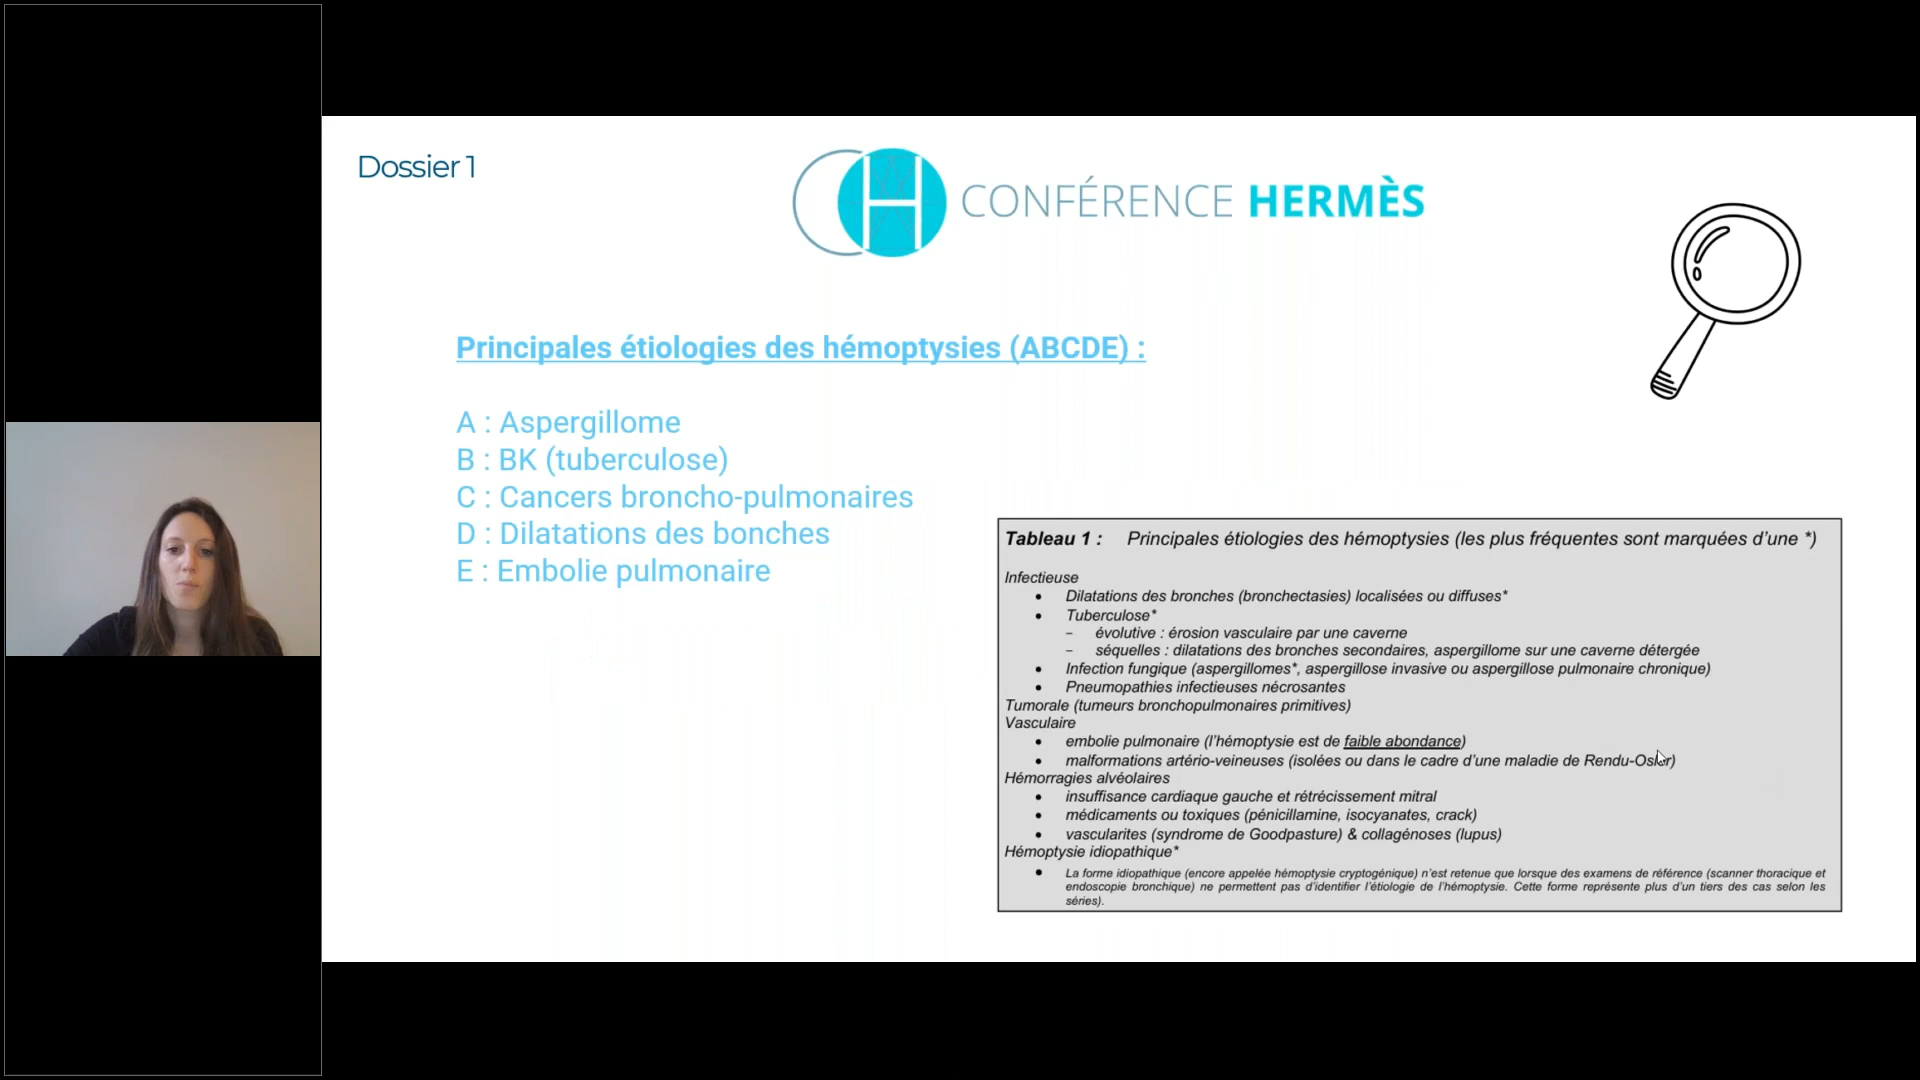 Dossier 1
CONFÉRENCE HERMÈS
Principales étiologies des hémoptysies (ABCDE) :
A : Aspergillome
B : BK (tuberculose)
C : Cancers broncho-pulmonaires
D : Dilatations des bonches
E : Embolie pulmonaire
Tableau 1 : Principales étiologies des hémoptysies (les plus fréquentes sont marquées d'une *)
Infectieuse
• Dilatations des bronches (bronchectasies) localisées ou diffuses*
• Tuberculose*
– évolutive : érosion vasculaire par une caverne
– séquelles : dilatations des bronches secondaires, aspergillome sur une caverne détergée
• Infection fungique (aspergillomes*, aspergillose invasive ou aspergillose pulmonaire chronique)
• Pneumopathies infectieuses nécrosantes
Tumorale (tumeurs bronchopulmonaires primitives)
Vasculaire
• embolie pulmonaire (l'hémoptysie est de faible abondance)
• malformations artério-veineuses (isolées ou dans le cadre d'une maladie de Rendu-Osler)
Hémorragies alvéolaires
• insuffisance cardiaque gauche et rétrécissement mitral
• médicaments ou toxiques (pénicillamine, isocyanates, crack)
• vascularites (syndrome de Goodpasture) & collagénoses (lupus)
Hémoptysie idiopathique*
• La forme idiopathique (encore appelée hémoptysie cryptogénique) n'est retenue que lorsque des examens de référence (scanner thoracique et
endoscopie bronchique) ne permettent pas d'identifier l'étiologie de l'hémoptysie. Cette forme représente plus d'un tiers des cas selon les
séries).